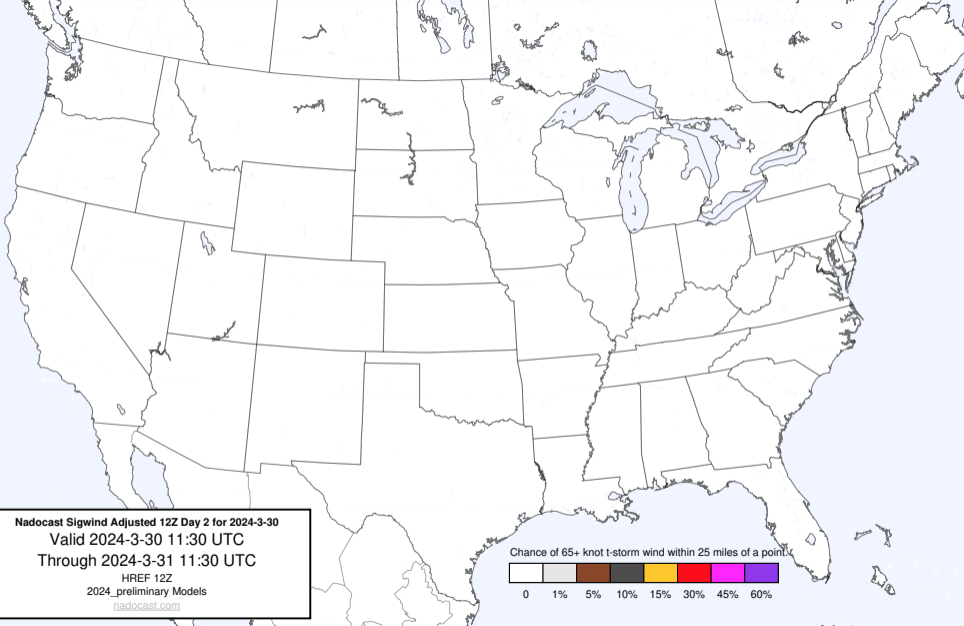 Nadocast Sigwind Adjusted 12Z Day 2 for 2024-3-30
Valid 2024-3-30 11:30 UTC
Through 2024-3-31 11:30 UTC
HREF 12Z
2024_preliminary Models
nadocast.com
Chance of 65+ knot t-storm wind within 25 miles of a point.
0 1% 5% 10% 15% 30% 45% 60%